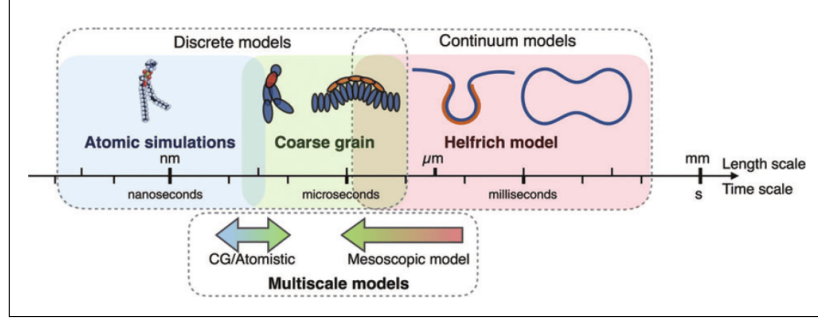 Discrete models
Continuum models
Atomic simulations
Coarse grain
Helfrich model
nm
μm
mm
Length scale
nanoseconds
microseconds
milliseconds
s
Time scale
CG/Atomistic
Mesoscopic model
Multiscale models